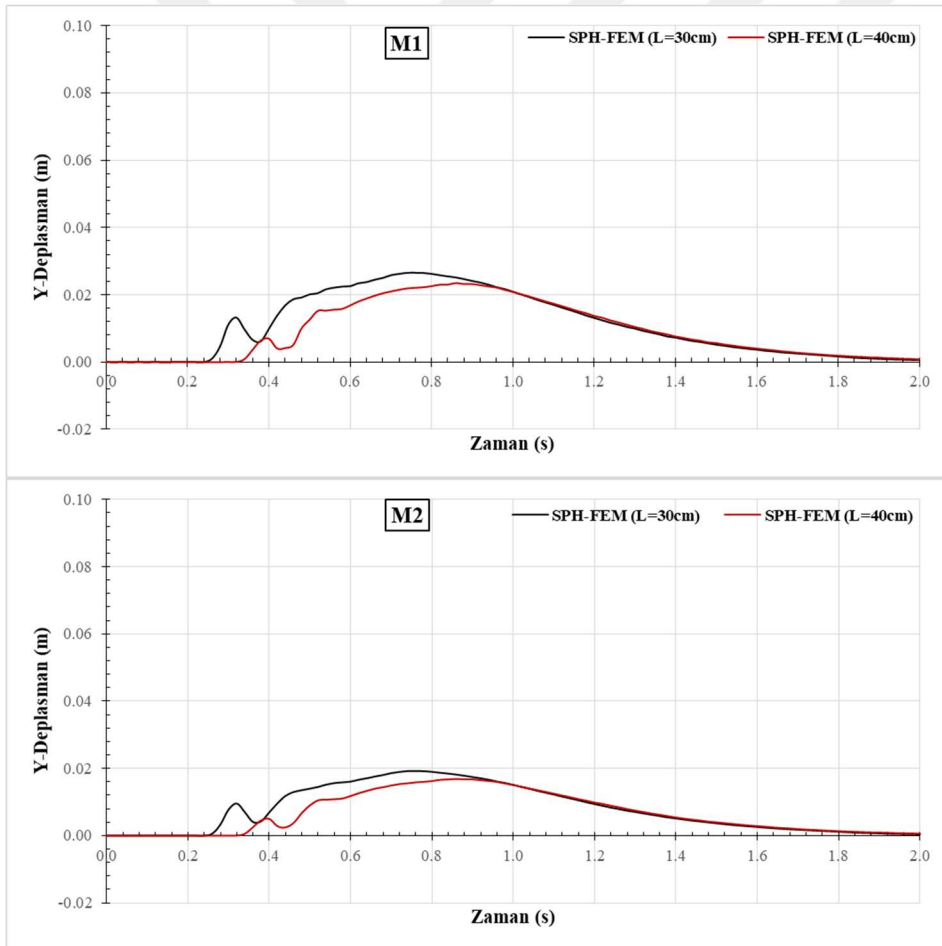 M1
SPH-FEM (L=30cm) SPH-FEM (L=40cm)
0.10
0.08
0.06
0.04
0.02
0.00
-0.02
Y-Deplasman (m)
0.0 0.2 0.4 0.6 0.8 1.0 1.2 1.4 1.6 1.8 2.0
Zaman (s)
M2
SPH-FEM (L=30cm) SPH-FEM (L=40cm)
0.10
0.08
0.06
0.04
0.02
0.00
-0.02
Y-Deplasman (m)
0.0 0.2 0.4 0.6 0.8 1.0 1.2 1.4 1.6 1.8 2.0
Zaman (s)